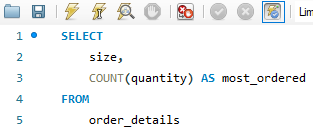 Lim
1 SELECT
2 size,
3 COUNT(quantity) AS most_ordered
4 FROM
5 order_details